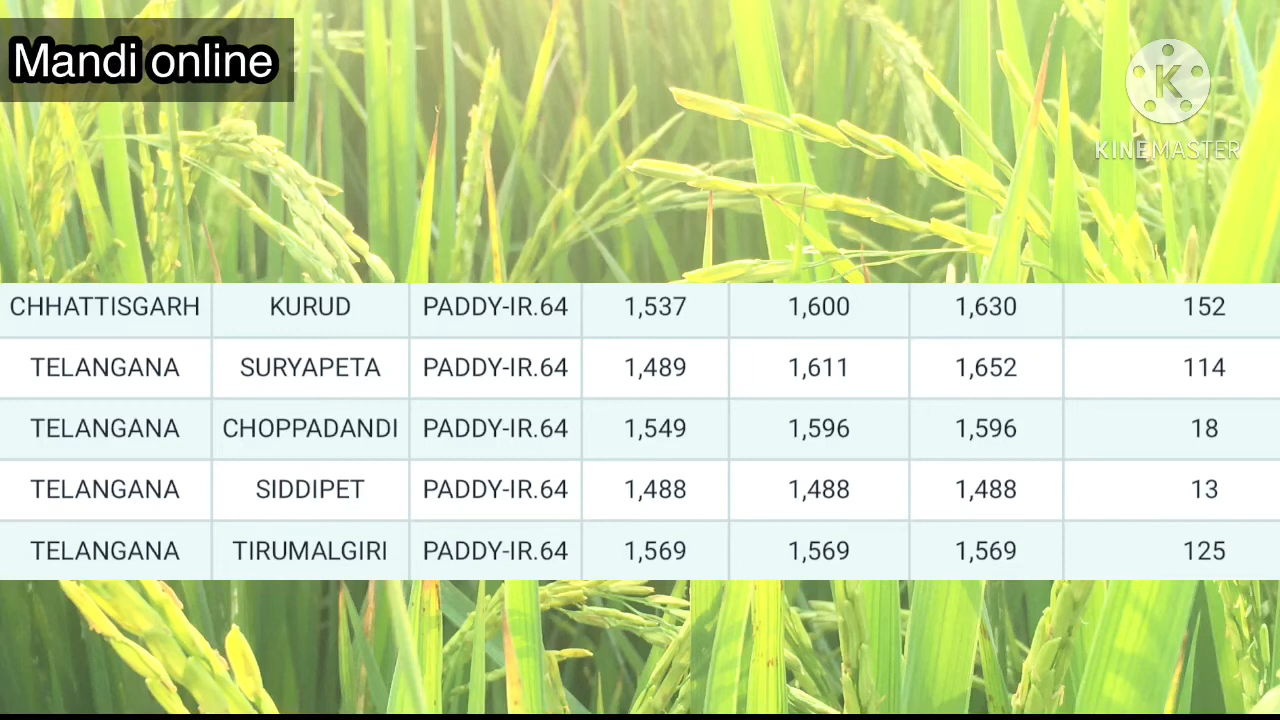 Mandi online
K
KINEMASTER
CHHATTISGARH KURUD PADDY-IR.64 1,537 1,600 1,630 152
TELANGANA SURYAPETA PADDY-IR.64 1,489 1,611 1,652 114
TELANGANA CHOPPADANDI PADDY-IR.64 1,549 1,596 1,596 18
TELANGANA SIDDIPET PADDY-IR.64 1,488 1,488 1,488 13
TELANGANA TIRUMALGIRI PADDY-IR.64 1,569 1,569 1,569 125